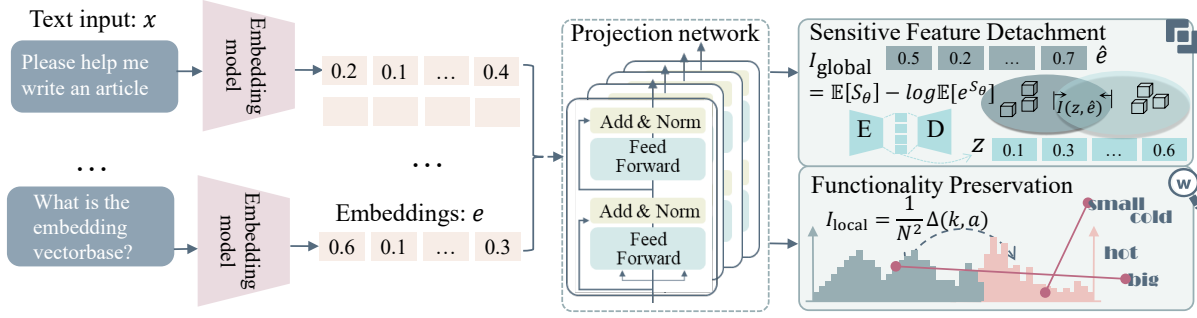 Text input: x
Please help me
write an article
Embedding
model
0.2 0.1 … 0.4
…
…
What is the
embedding
vectorbase?
Embedding
model
Embeddings: e
0.6 0.1 … 0.3
Projection network
Add & Norm
Feed
Forward
Add & Norm
Feed
Forward
Sensitive Feature Detachment
I_global 0.5 0.2 … 0.7 ê
= 𝔼[S_θ] − log𝔼[e^{S_θ}] I(z, ê)
E D
z 0.1 0.3 … 0.6
w
Functionality Preservation
I_local = 1/N² Δ(k, a)
small
cold
hot
big